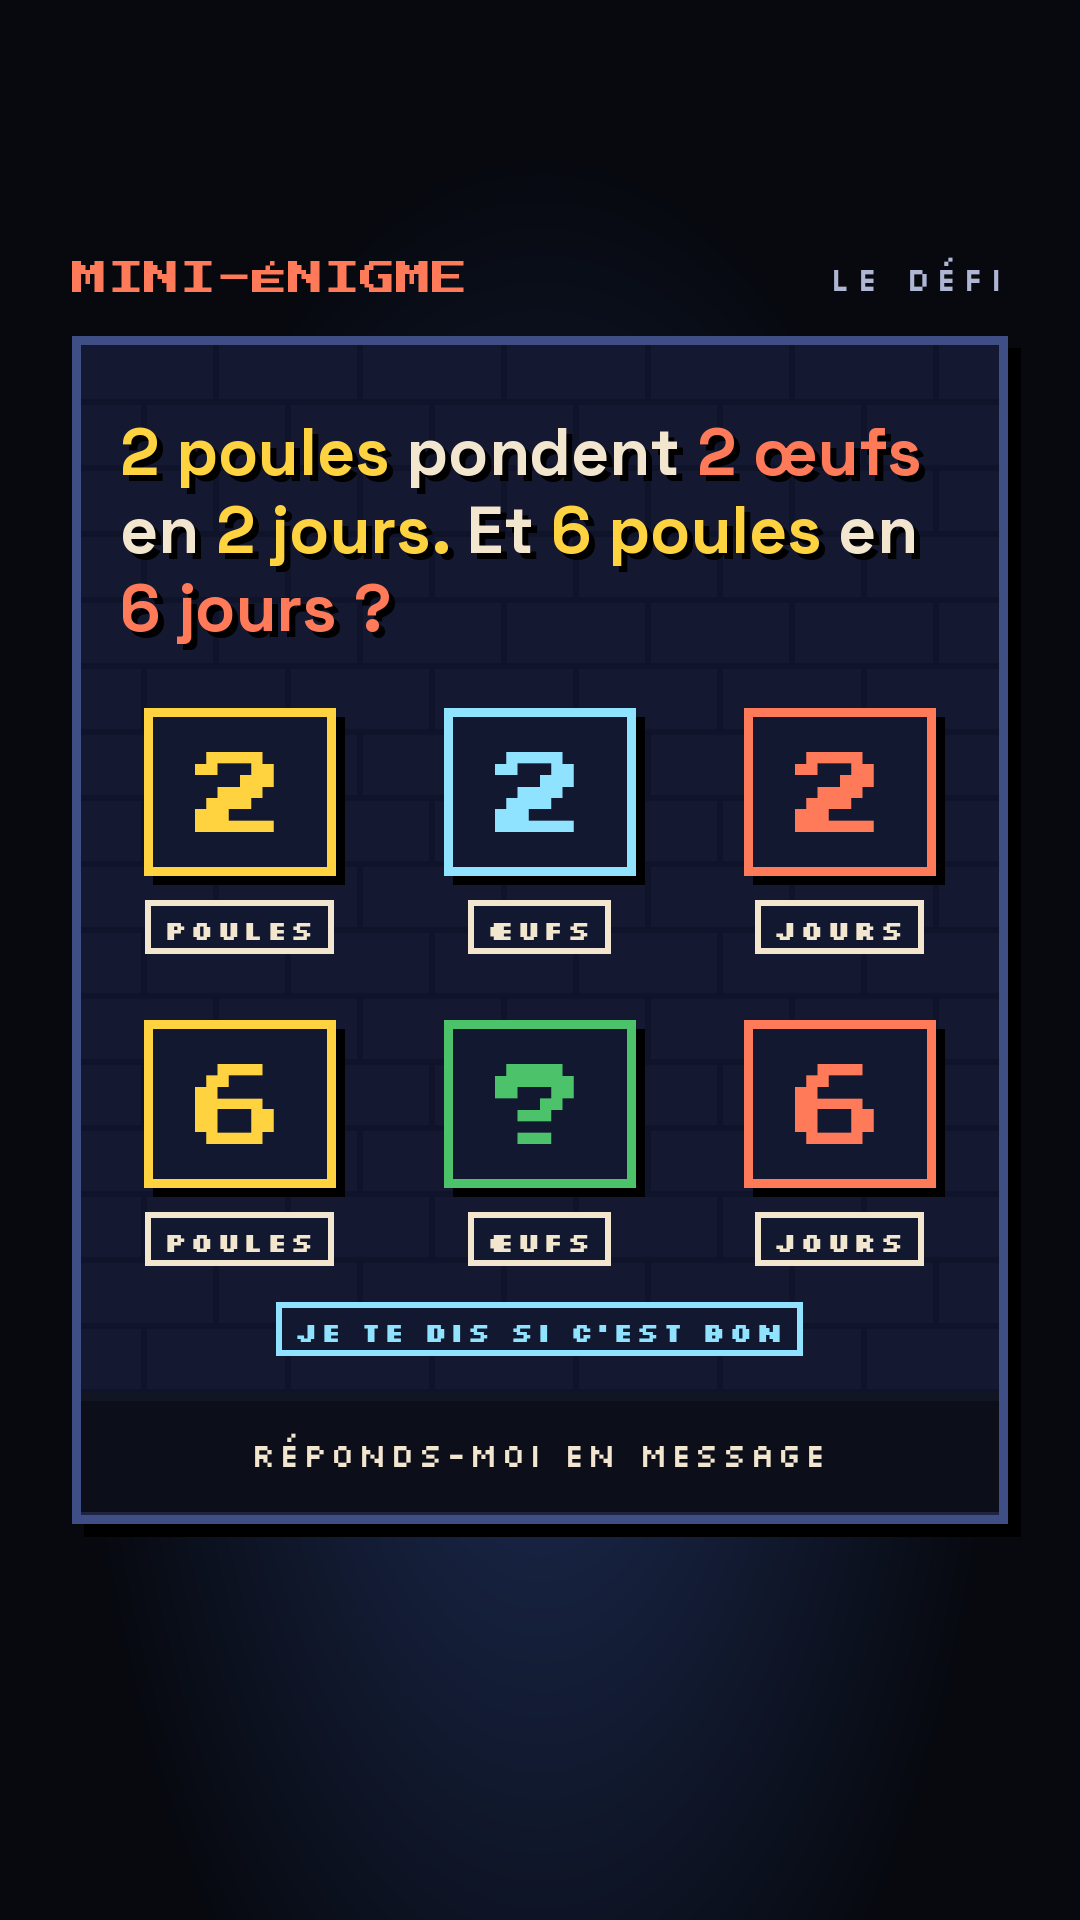 MINI-ÉNIGME
LE DÉFI
2 poules pondent 2 œufs
en 2 jours. Et 6 poules en
6 jours ?
2 2 2
POULES ŒUFS JOURS
6 ? 6
POULES ŒUFS JOURS
JE TE DIS SI C'EST BON
RÉPONDS-MOI EN MESSAGE